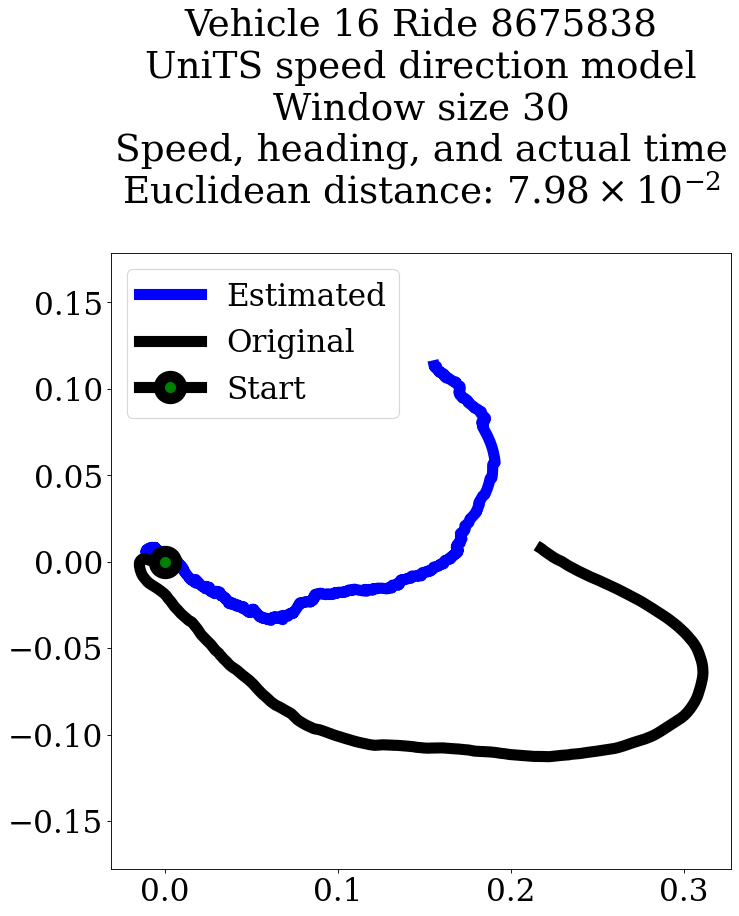 Vehicle 16 Ride 8675838
UniTS speed direction model
Window size 30
Speed, heading, and actual time
Euclidean distance: 7.98 × 10⁻²
Estimated
Original
Start
0.15
0.10
0.05
0.00
−0.05
−0.10
−0.15
0.0 0.1 0.2 0.3